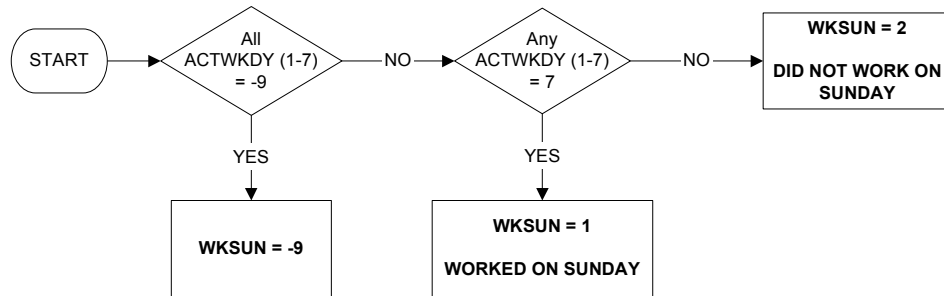 START
All
ACTWKDY (1-7)
= -9
NO
Any
ACTWKDY (1-7)
= 7
NO
WKSUN = 2
DID NOT WORK ON
SUNDAY
YES
YES
WKSUN = -9
WKSUN = 1
WORKED ON SUNDAY